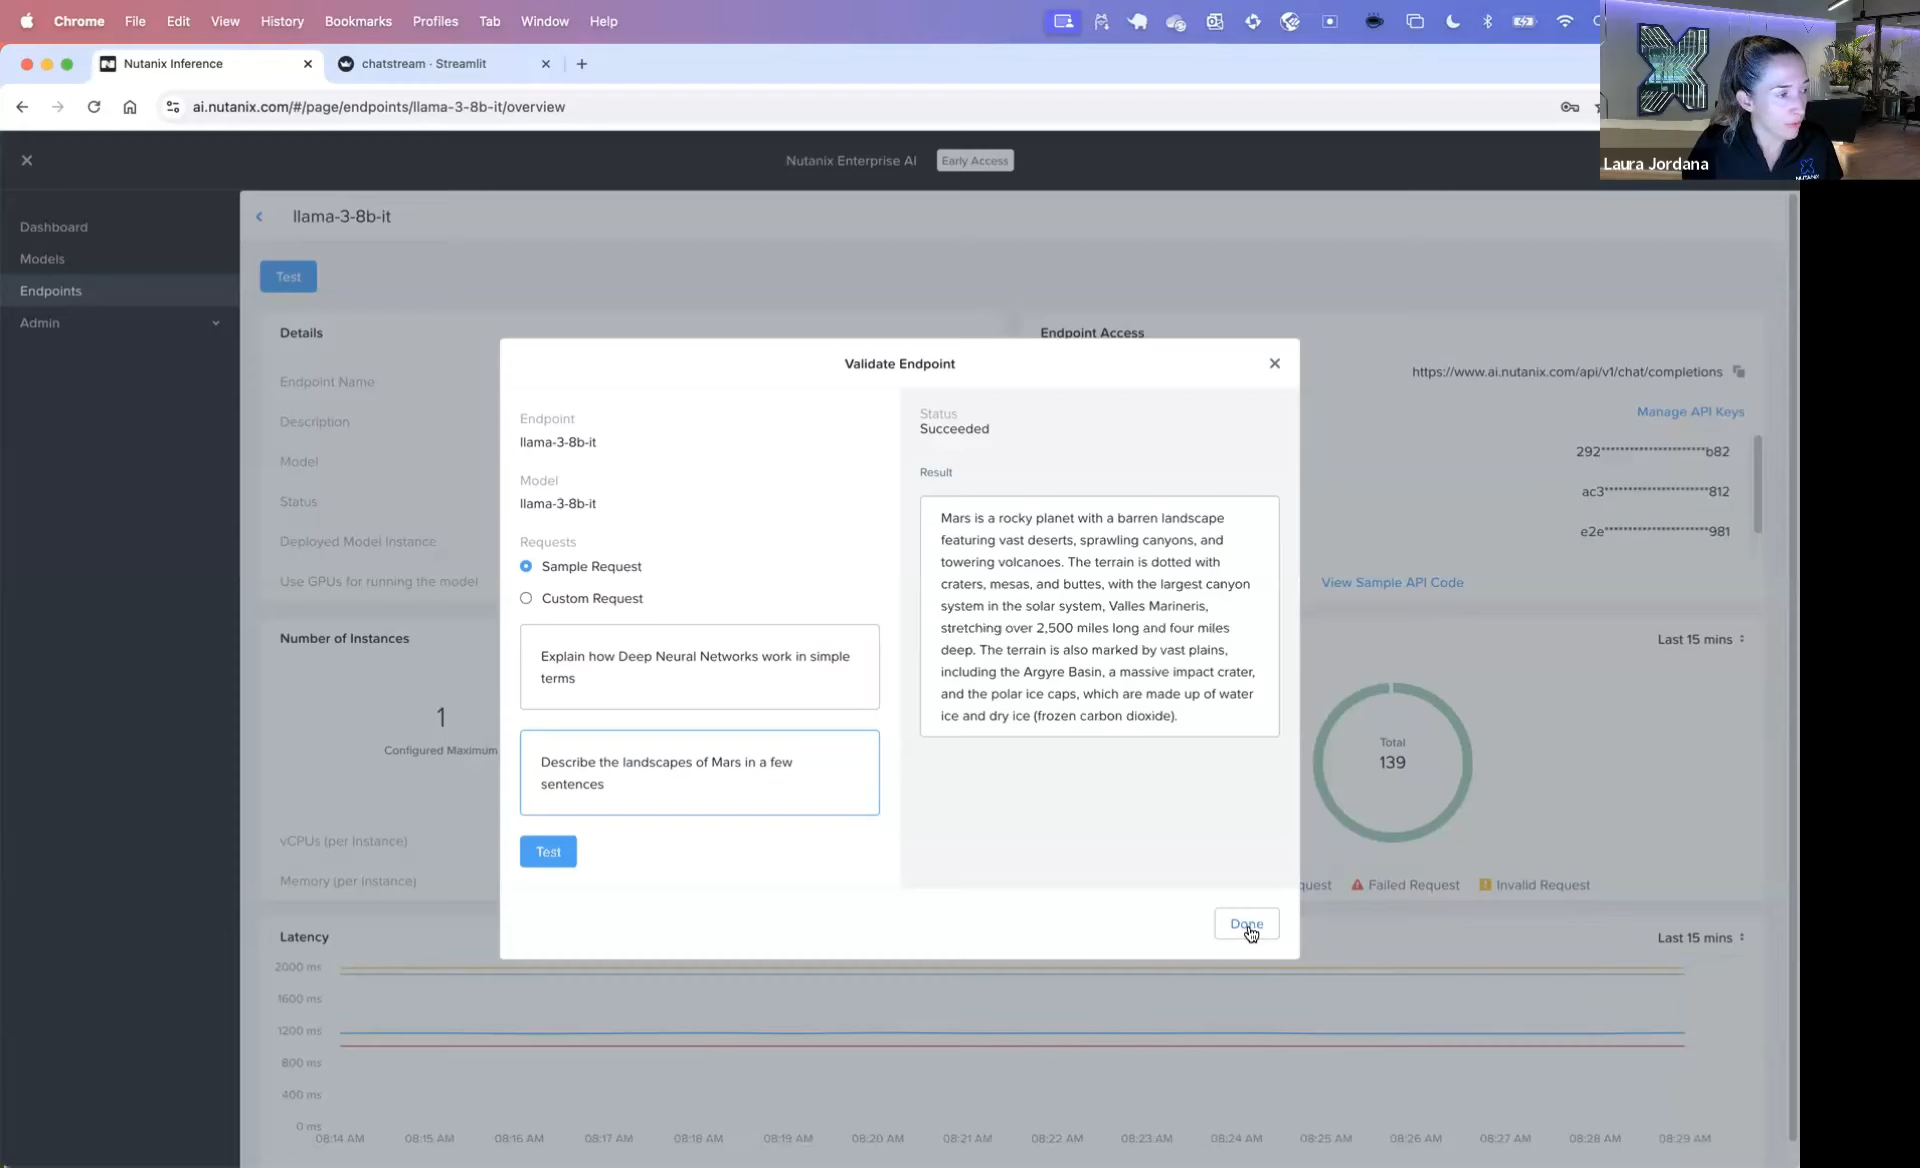 Chrome File Edit View History Bookmarks Profiles Tab Window Help
Nutanix Inference
chatstream · Streamlit
ai.nutanix.com/#/page/endpoints/llama-3-8b-it/overview
Laura Jordana
NUTANIX
Nutanix Enterprise AI Early Access
Dashboard
Models
Endpoints
Admin
llama-3-8b-it
Test
Details
Endpoint Name
Description
Model
Status
Deployed Model Instance
Use GPUs for running the model
Endpoint Access
https://www.ai.nutanix.com/api/v1/chat/completions
Manage API Keys
292**********************b82
ac3**********************812
e2e**********************981
View Sample API Code
Validate Endpoint
Endpoint
llama-3-8b-it
Model
llama-3-8b-it
Requests
Sample Request
Custom Request
Explain how Deep Neural Networks work in simple
terms
Describe the landscapes of Mars in a few
sentences
Test
Status
Succeeded
Result
Mars is a rocky planet with a barren landscape
featuring vast deserts, sprawling canyons, and
towering volcanoes. The terrain is dotted with
craters, mesas, and buttes, with the largest canyon
system in the solar system, Valles Marineris,
stretching over 2,500 miles long and four miles
deep. The terrain is also marked by vast plains,
including the Argyre Basin, a massive impact crater,
and the polar ice caps, which are made up of water
ice and dry ice (frozen carbon dioxide).
Done
Number of Instances
1
Configured Maximum
vCPUs (per Instance)
Memory (per Instance)
Last 15 mins
Total
139
quest Failed Request Invalid Request
Latency
Last 15 mins
2000 ms
1600 ms
1200 ms
800 ms
400 ms
0 ms
08:14 AM 08:15 AM 08:16 AM 08:17 AM 08:18 AM 08:19 AM 08:20 AM 08:21 AM 08:22 AM 08:23 AM 08:24 AM 08:25 AM 08:26 AM 08:27 AM 08:28 AM 08:29 AM